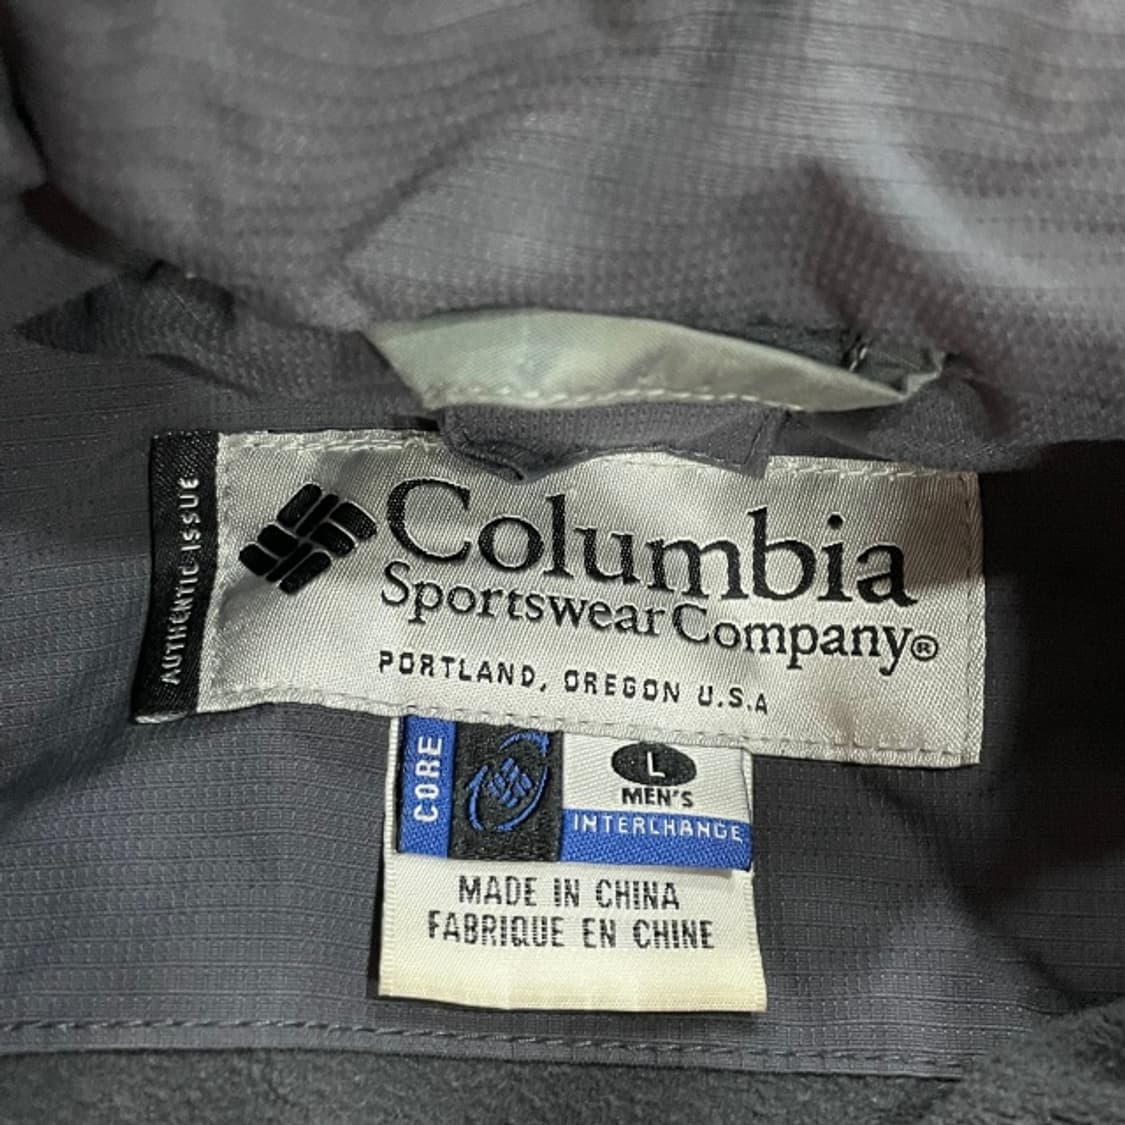 AUTHENTIC-ISSUE
Columbia
Sportswear Company®
PORTLAND, OREGON U.S.A
CORE
L
MEN'S
INTERCHANGE
MADE IN CHINA
FABRIQUE EN CHINE